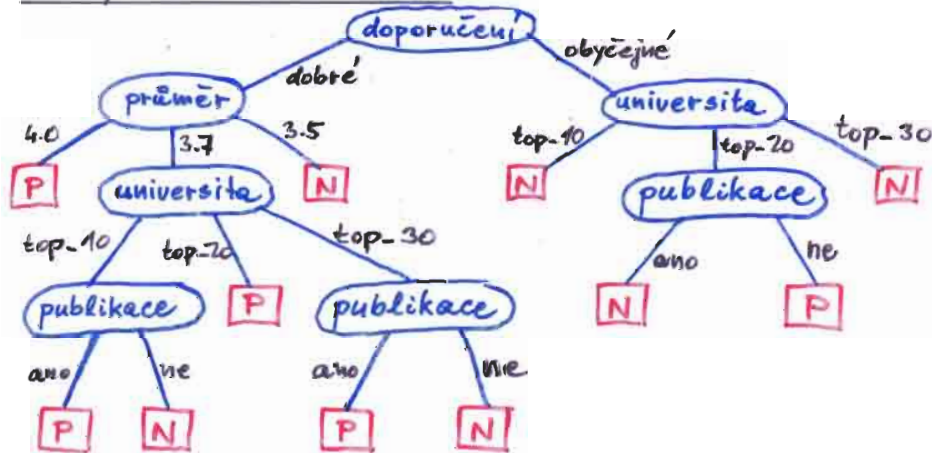 doporučení
dobré obyčejné
průměr universita
4.0 3.7 3.5 top-10 top-20 top-30
P universita N N publikace N
top-10 top-20 top-30 ano ne
publikace P publikace N P
ano ne ano ne
P N P N